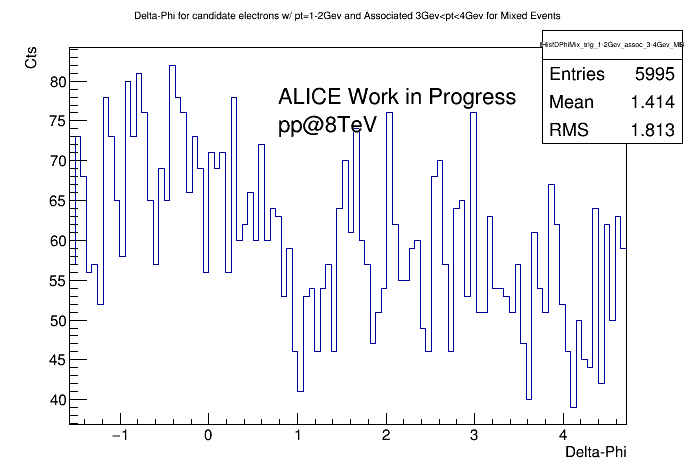 Delta-Phi for candidate electrons w/ pt=1-2Gev and Associated 3Gev<pt<4Gev for Mixed Events
HistDPhiMix_trig_1-2Gev_assoc_3-4Gev_MB
Entries 5995
Mean 1.414
RMS 1.813
Cts
ALICE Work in Progress
pp@8TeV
80
75
70
65
60
55
50
45
40
−1 0 1 2 3 4
Delta-Phi